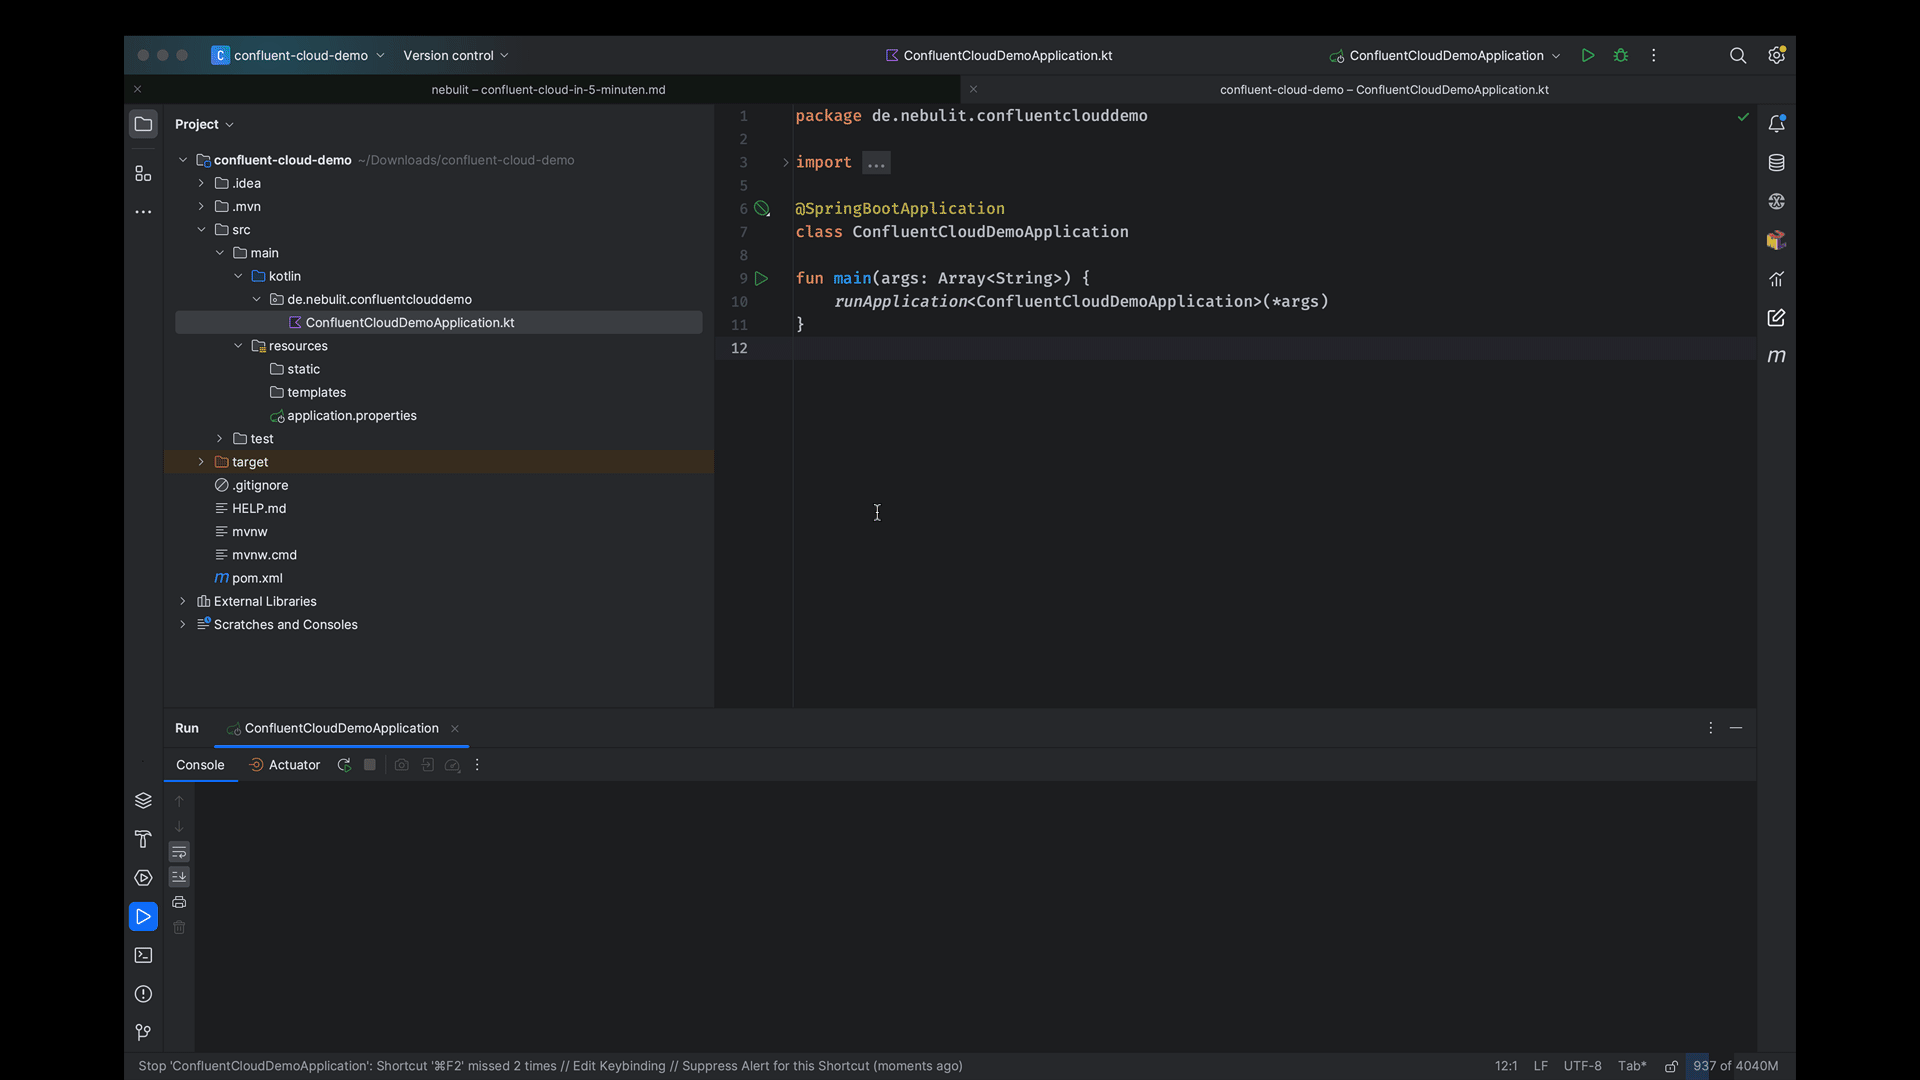 C confluent-cloud-demo Version control ConfluentCloudDemoApplication.kt ConfluentCloudDemoApplication
nebulit – confluent-cloud-in-5-minuten.md confluent-cloud-demo – ConfluentCloudDemoApplication.kt
Project
confluent-cloud-demo ~/Downloads/confluent-cloud-demo
.idea
.mvn
src
main
kotlin
de.nebulit.confluentclouddemo
ConfluentCloudDemoApplication.kt
resources
static
templates
application.properties
test
target
.gitignore
HELP.md
mvnw
mvnw.cmd
m pom.xml
External Libraries
Scratches and Consoles
1 package de.nebulit.confluentclouddemo
2
3 import ...
5
6 @SpringBootApplication
7 class ConfluentCloudDemoApplication
8
9 fun main(args: Array<String>) {
10 runApplication<ConfluentCloudDemoApplication>(*args)
11 }
12
m
Run ConfluentCloudDemoApplication
Console Actuator
Stop 'ConfluentCloudDemoApplication': Shortcut '⌘F2' missed 2 times // Edit Keybinding // Suppress Alert for this Shortcut (moments ago) 12:1 LF UTF-8 Tab* 937 of 4040M